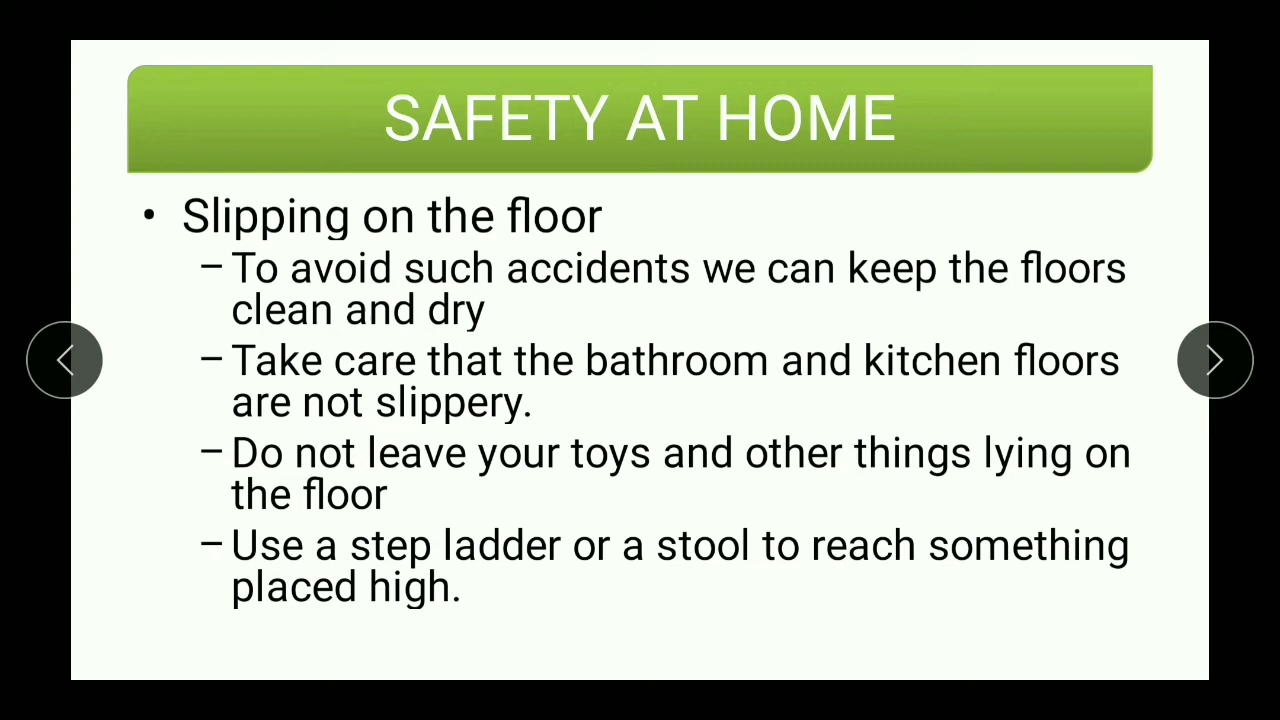 SAFETY AT HOME
• Slipping on the floor
– To avoid such accidents we can keep the floors
clean and dry
– Take care that the bathroom and kitchen floors
are not slippery.
– Do not leave your toys and other things lying on
the floor
– Use a step ladder or a stool to reach something
placed high.